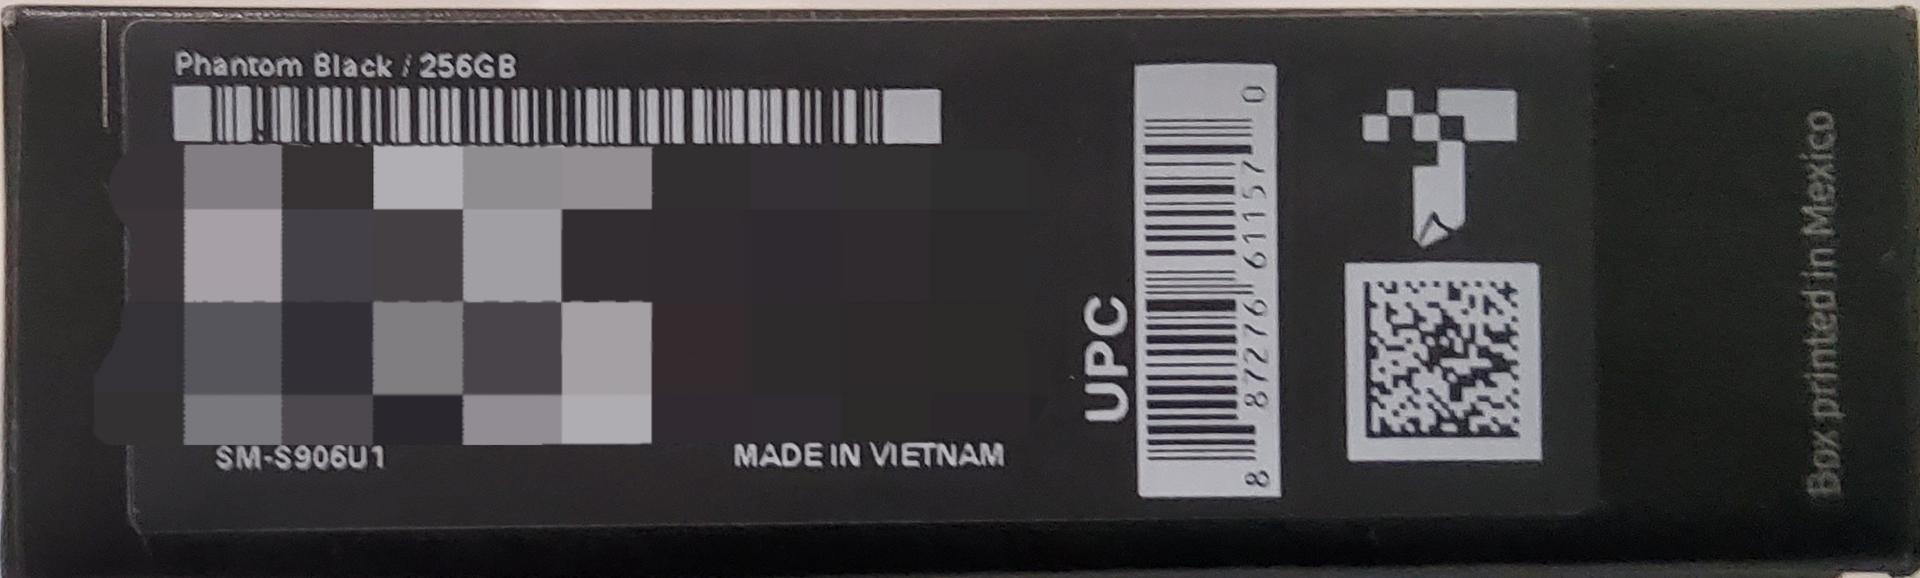 Phantom Black / 256GB
SM-S906U1
MADE IN VIETNAM
UPC
8 87276 61157 0
Box printed in Mexico